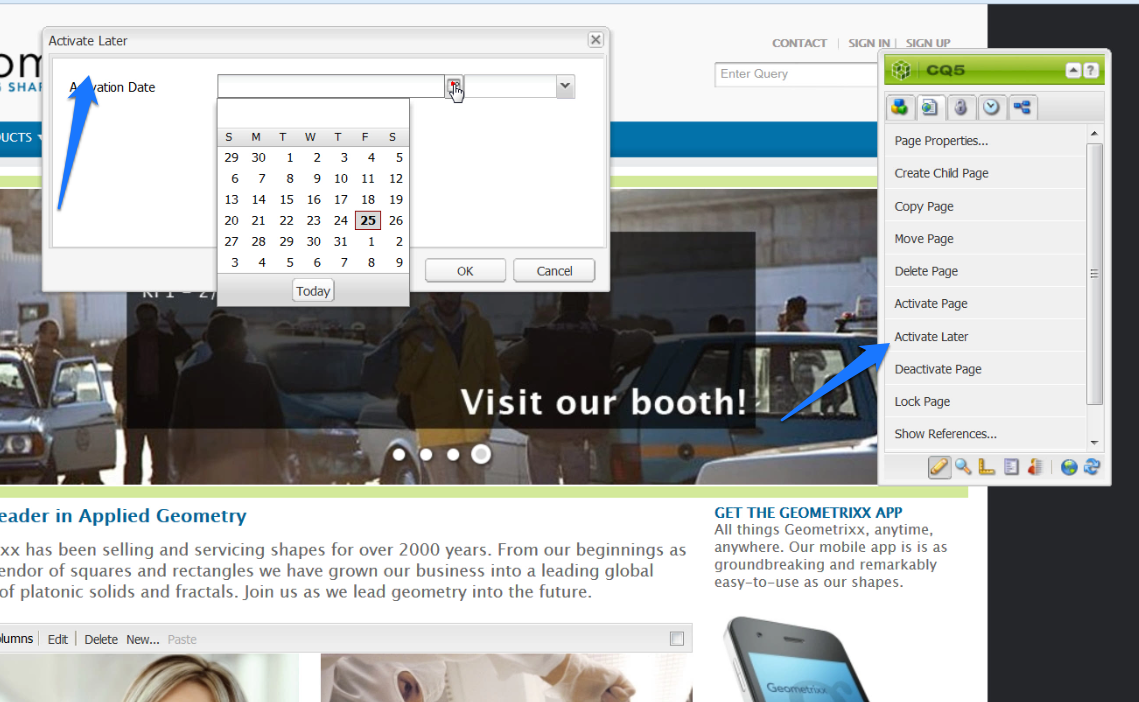 Activate Later
CONTACT | SIGN IN | SIGN UP
Enter Query
CQ5
?
Activation Date
S M T W T F S
29 30 1 2 3 4 5
6 7 8 9 10 11 12
13 14 15 16 17 18 19
20 21 22 23 24 25 26
27 28 29 30 31 1 2
3 4 5 6 7 8 9
Today
OK
Cancel
Page Properties...
Create Child Page
Copy Page
Move Page
Delete Page
Activate Page
Activate Later
Deactivate Page
Lock Page
Show References...
Visit our booth!
eader in Applied Geometry
xx has been selling and servicing shapes for over 2000 years. From our beginnings as
endor of squares and rectangles we have grown our business into a leading global
of platonic solids and fractals. Join us as we lead geometry into the future.
GET THE GEOMETRIXX APP
All things Geometrixx, anytime,
anywhere. Our mobile app is is as
groundbreaking and remarkably
easy-to-use as our shapes.
lumns | Edit | Delete New... Paste
Geometrixx